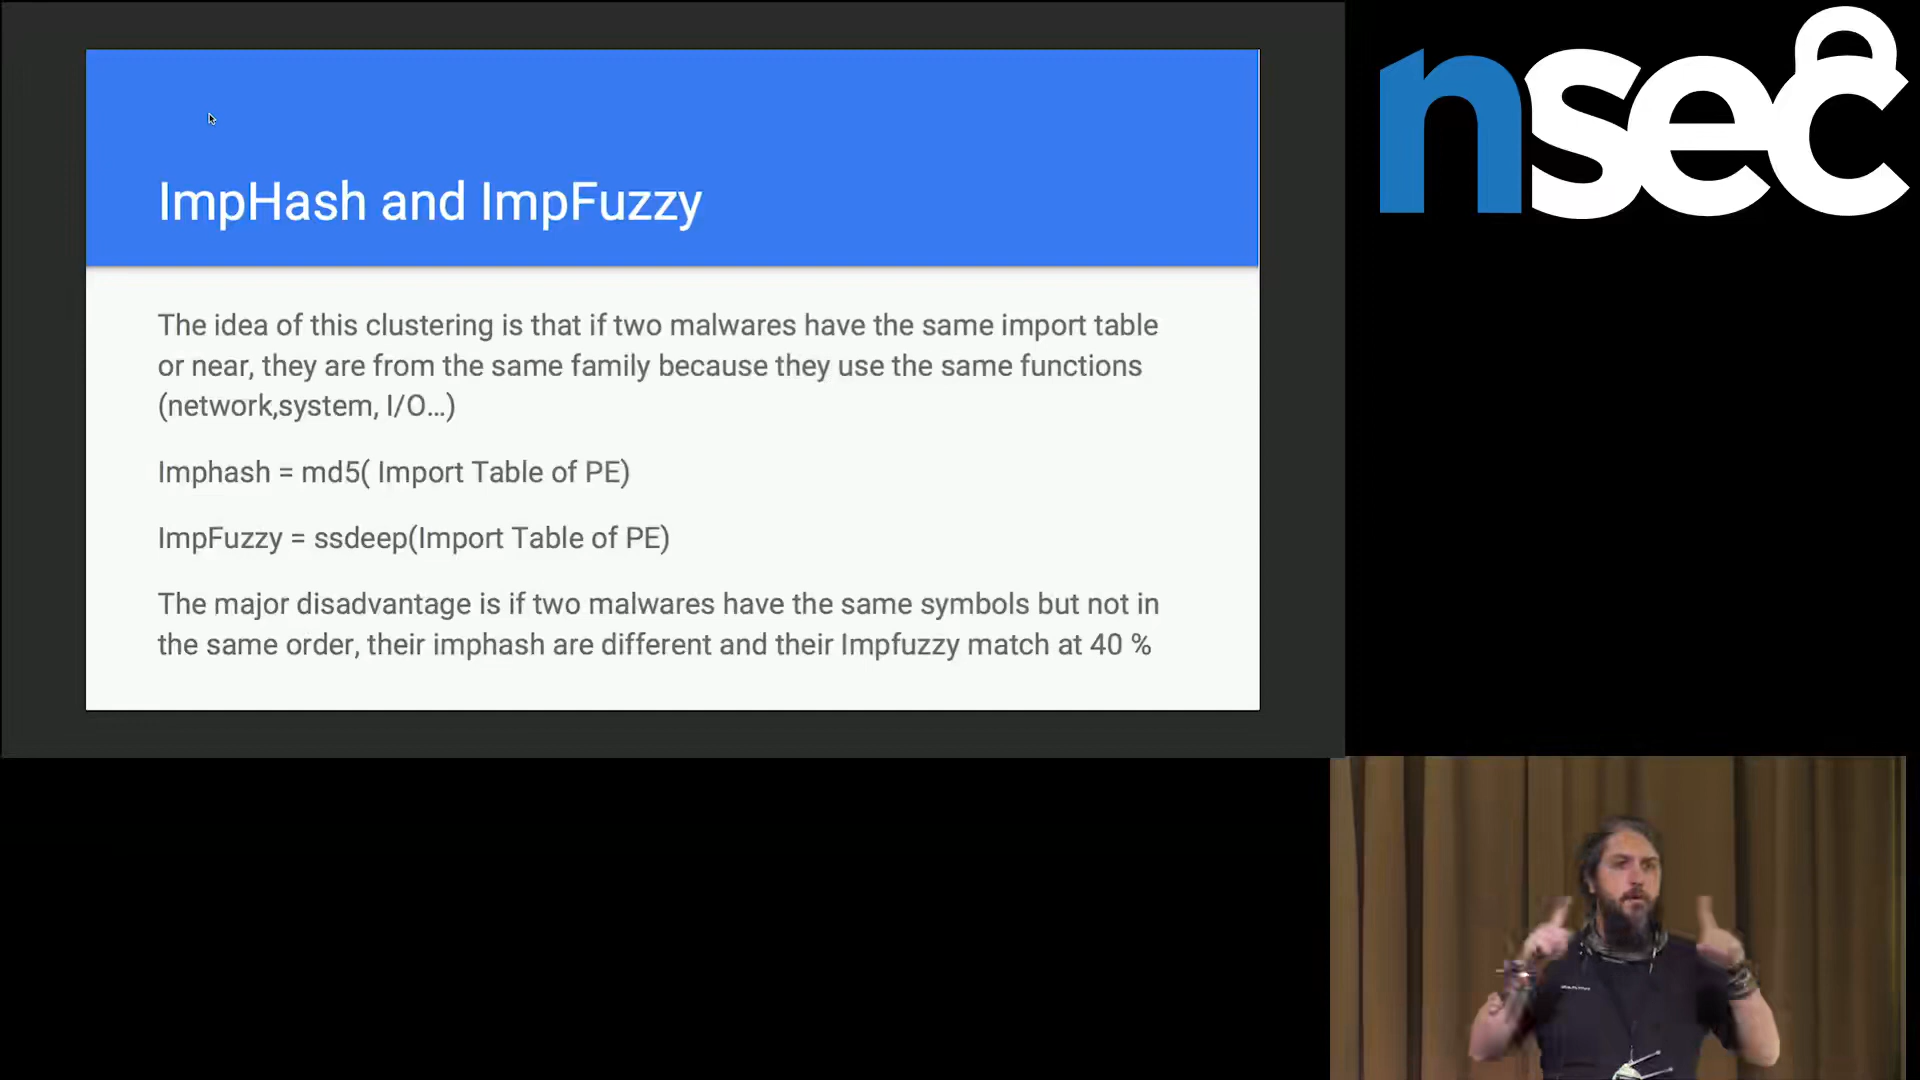 nsec
ImpHash and ImpFuzzy
The idea of this clustering is that if two malwares have the same import table
or near, they are from the same family because they use the same functions
(network,system, I/O...)
Imphash = md5( Import Table of PE)
ImpFuzzy = ssdeep(Import Table of PE)
The major disadvantage is if two malwares have the same symbols but not in
the same order, their imphash are different and their Impfuzzy match at 40 %